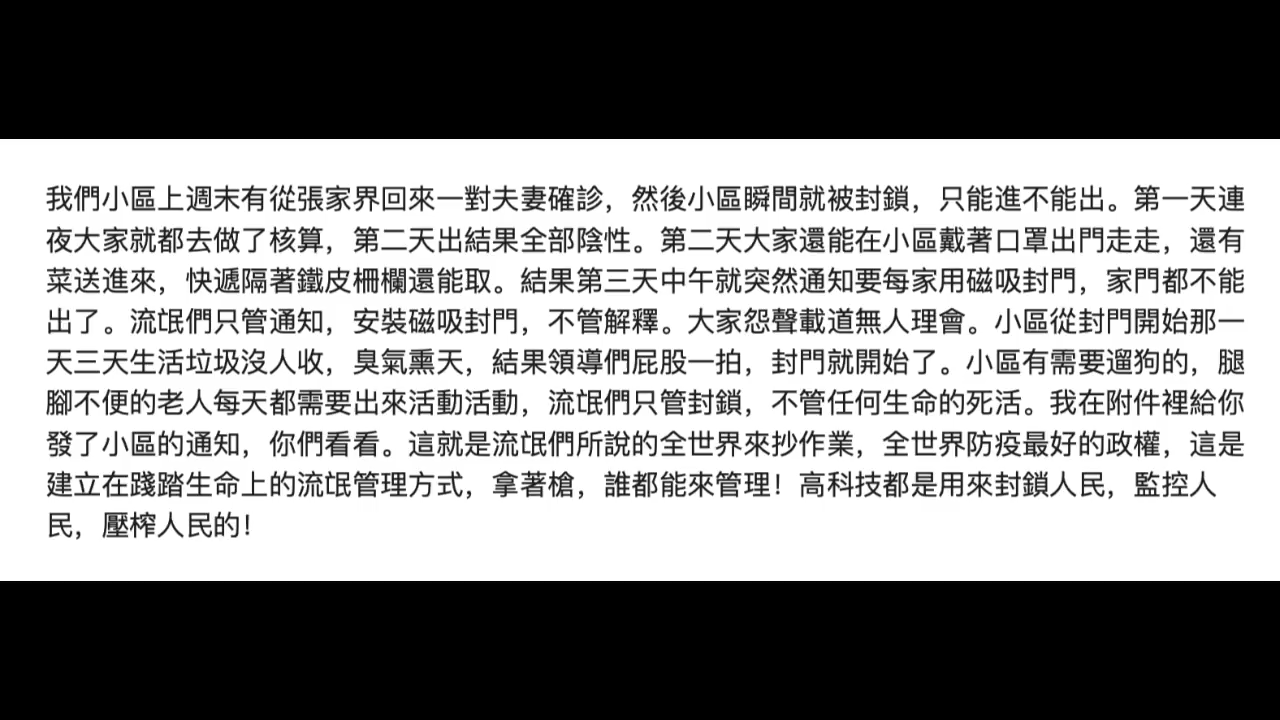 我們小區上週末有從張家界回來一對夫妻確診，然後小區瞬間就被封鎖，只能進不能出。第一天連
夜大家就都去做了核算，第二天出結果全部陰性。第二天大家還能在小區戴著口罩出門走走，還有
菜送進來，快遞隔著鐵皮柵欄還能取。結果第三天中午就突然通知要每家用磁吸封門，家門都不能
出了。流氓們只管通知，安裝磁吸封門，不管解釋。大家怨聲載道無人理會。小區從封門開始那一
天三天生活垃圾沒人收，臭氣熏天，結果領導們屁股一拍，封門就開始了。小區有需要遛狗的，腿
腳不便的老人每天都需要出來活動活動，流氓們只管封鎖，不管任何生命的死活。我在附件裡給你
發了小區的通知，你們看看。這就是流氓們所說的全世界來抄作業，全世界防疫最好的政權，這是
建立在踐踏生命上的流氓管理方式，拿著槍，誰都能來管理！高科技都是用來封鎖人民，監控人
民，壓榨人民的！